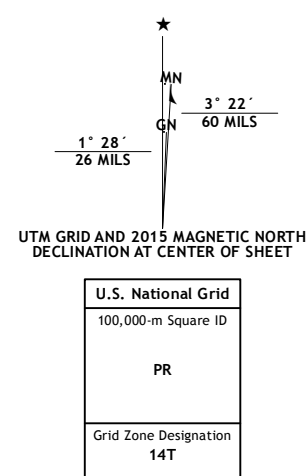 ★
MN
3° 22´
60 MILS
GN
1° 28´
26 MILS
UTM GRID AND 2015 MAGNETIC NORTH
DECLINATION AT CENTER OF SHEET
U.S. National Grid
100,000-m Square ID
PR
Grid Zone Designation
14T